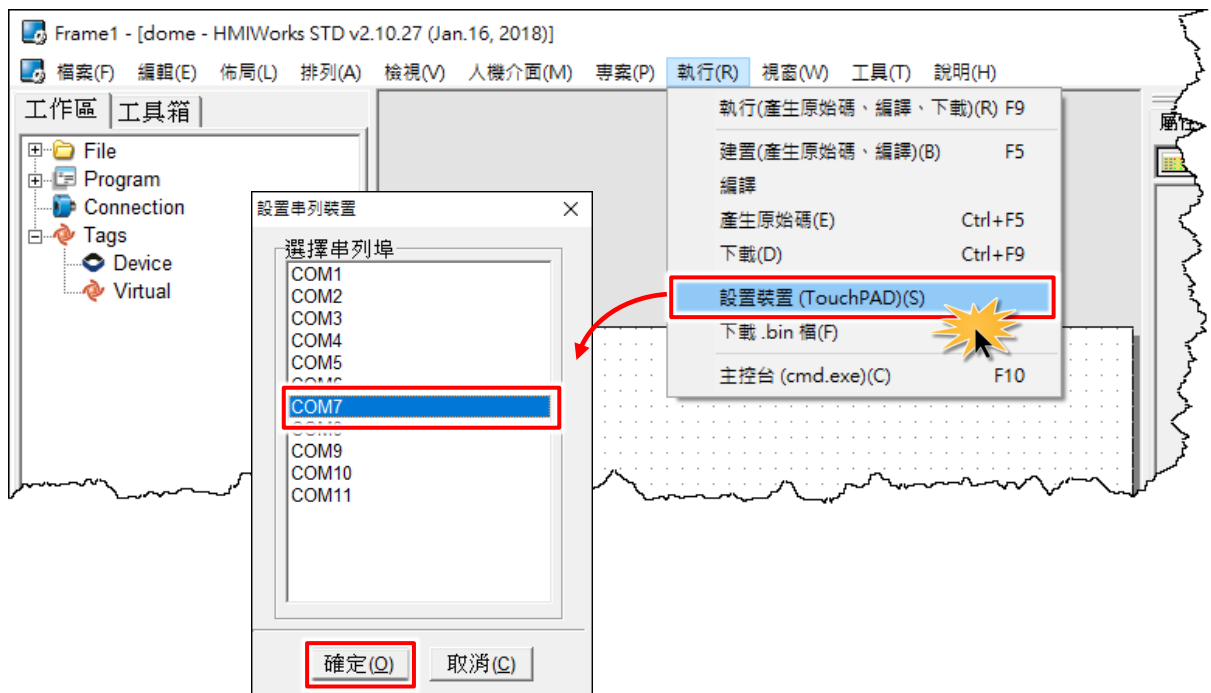 Frame1 - [dome - HMIWorks STD v2.10.27 (Jan.16, 2018)]
檔案(F) 編輯(E) 佈局(L) 排列(A) 檢視(V) 人機介面(M) 專案(P) 執行(R) 視窗(W) 工具(T) 說明(H)
工作區 工具箱
File
Program
Connection
Tags
Device
Virtual
執行(產生原始碼、編譯、下載)(R) F9
建置(產生原始碼、編譯)(B) F5
編譯
產生原始碼(E) Ctrl+F5
下載(D) Ctrl+F9
設置裝置 (TouchPAD)(S)
下載 .bin 檔(F)
主控台 (cmd.exe)(C) F10
屬性
設置串列裝置
選擇串列埠
COM1
COM2
COM3
COM4
COM5
COM6
COM7
COM9
COM10
COM11
確定(O) 取消(C)